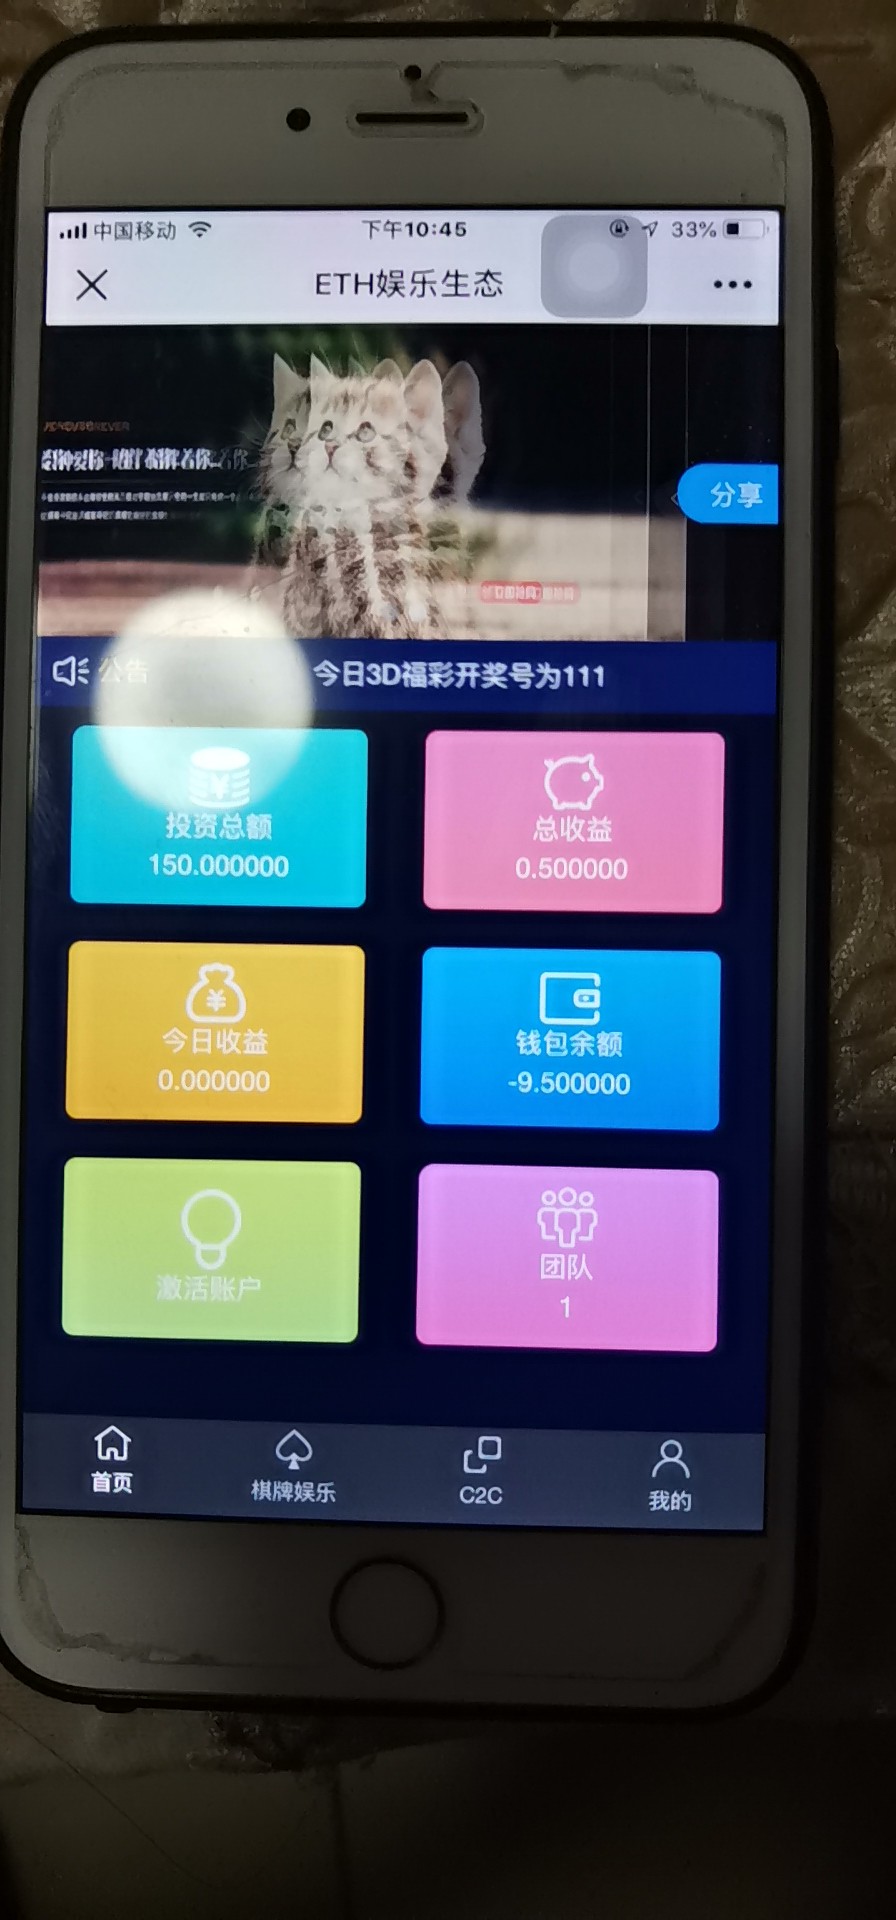 中国移动
下午10:45
33%
ETH娱乐生态
分享
公告
今日3D福彩开奖号为111
投资总额
150.000000
总收益
0.500000
今日收益
0.000000
钱包余额
-9.500000
激活账户
团队
1
首页
棋牌娱乐
C2C
我的